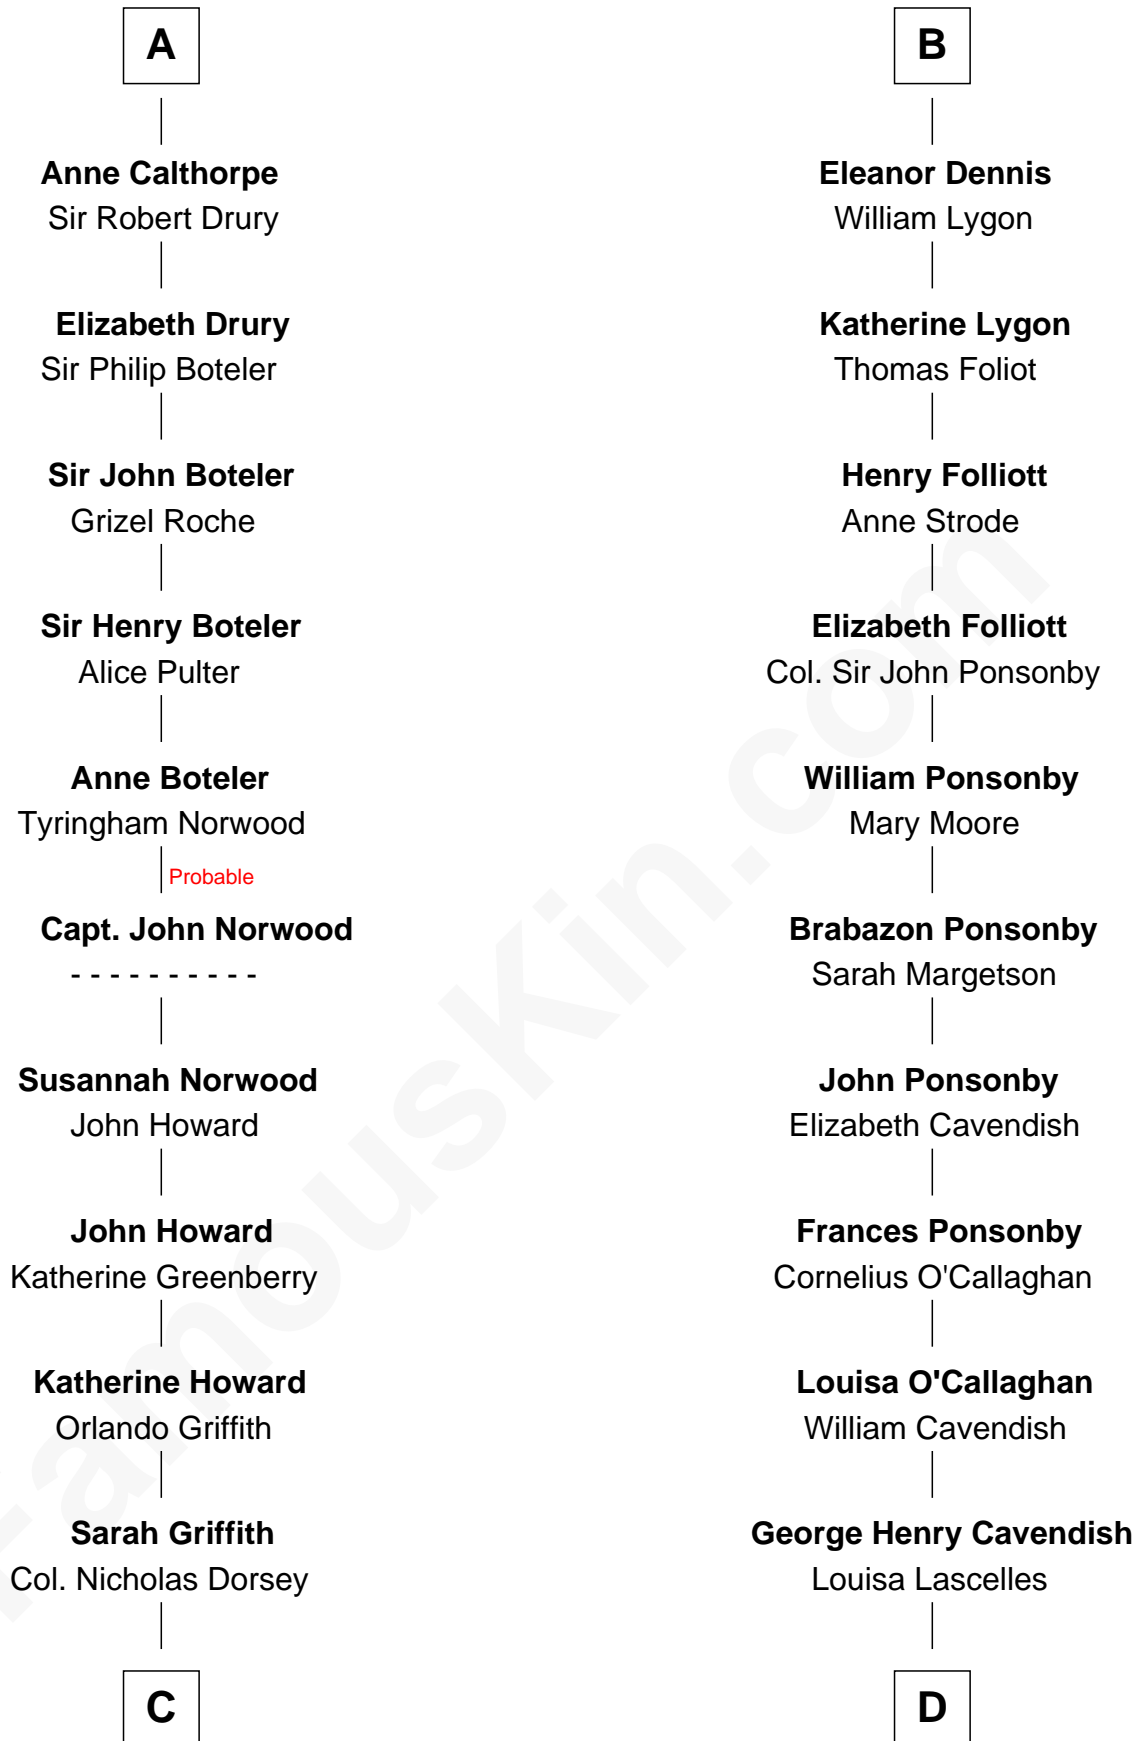 A
Anne Calthorpe
Sir Robert Drury
Elizabeth Drury
Sir Philip Boteler
Sir John Boteler
Grizel Roche
Sir Henry Boteler
Alice Pulter
Anne Boteler
Tyringham Norwood
Probable
Capt. John Norwood
- - - - - - - - - -
Susannah Norwood
John Howard
John Howard
Katherine Greenberry
Katherine Howard
Orlando Griffith
Sarah Griffith
Col. Nicholas Dorsey
C
B
Eleanor Dennis
William Lygon
Katherine Lygon
Thomas Foliot
Henry Folliott
Anne Strode
Elizabeth Folliott
Col. Sir John Ponsonby
William Ponsonby
Mary Moore
Brabazon Ponsonby
Sarah Margetson
John Ponsonby
Elizabeth Cavendish
Frances Ponsonby
Cornelius O'Callaghan
Louisa O'Callaghan
William Cavendish
George Henry Cavendish
Louisa Lascelles
D
FamousKin.com